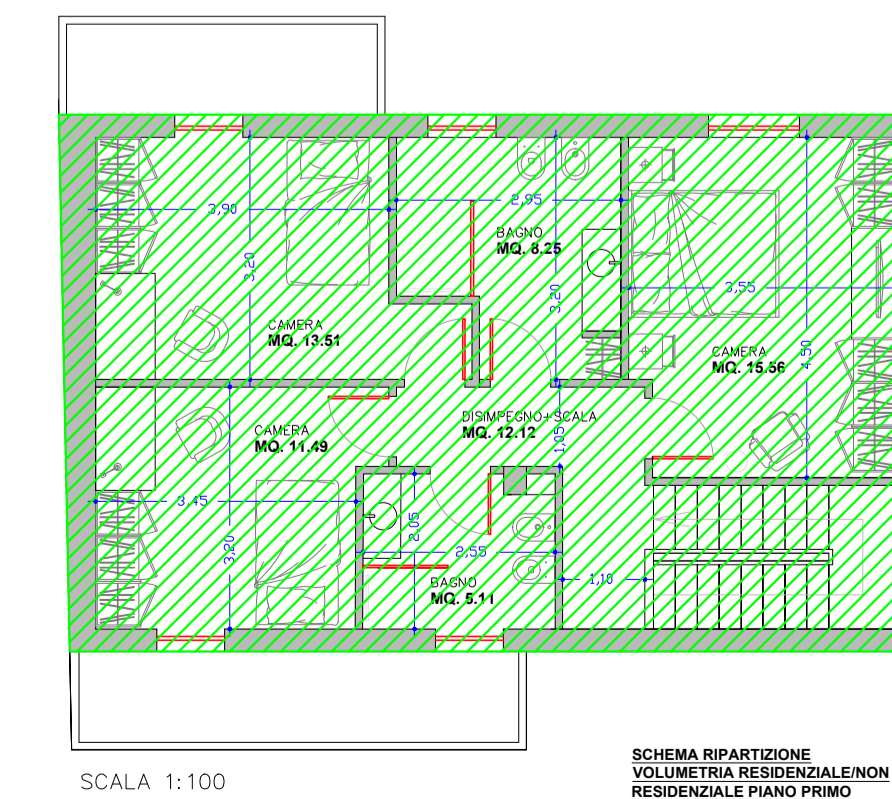 3,90
2,95
BAGNO
MQ. 8.25
3,20
3,20
3,55
CAMERA
MQ. 13.51
CAMERA
MQ. 15.56
4,50
CAMERA
MQ. 11.49
DISIMPEGNO+SCALA
MQ. 12.12
1,05
3,45
2,05
3,20
2,55
1,10
BAGNO
MQ. 5.11
SCALA 1:100
SCHEMA RIPARTIZIONE
VOLUMETRIA RESIDENZIALE/NON
RESIDENZIALE PIANO PRIMO